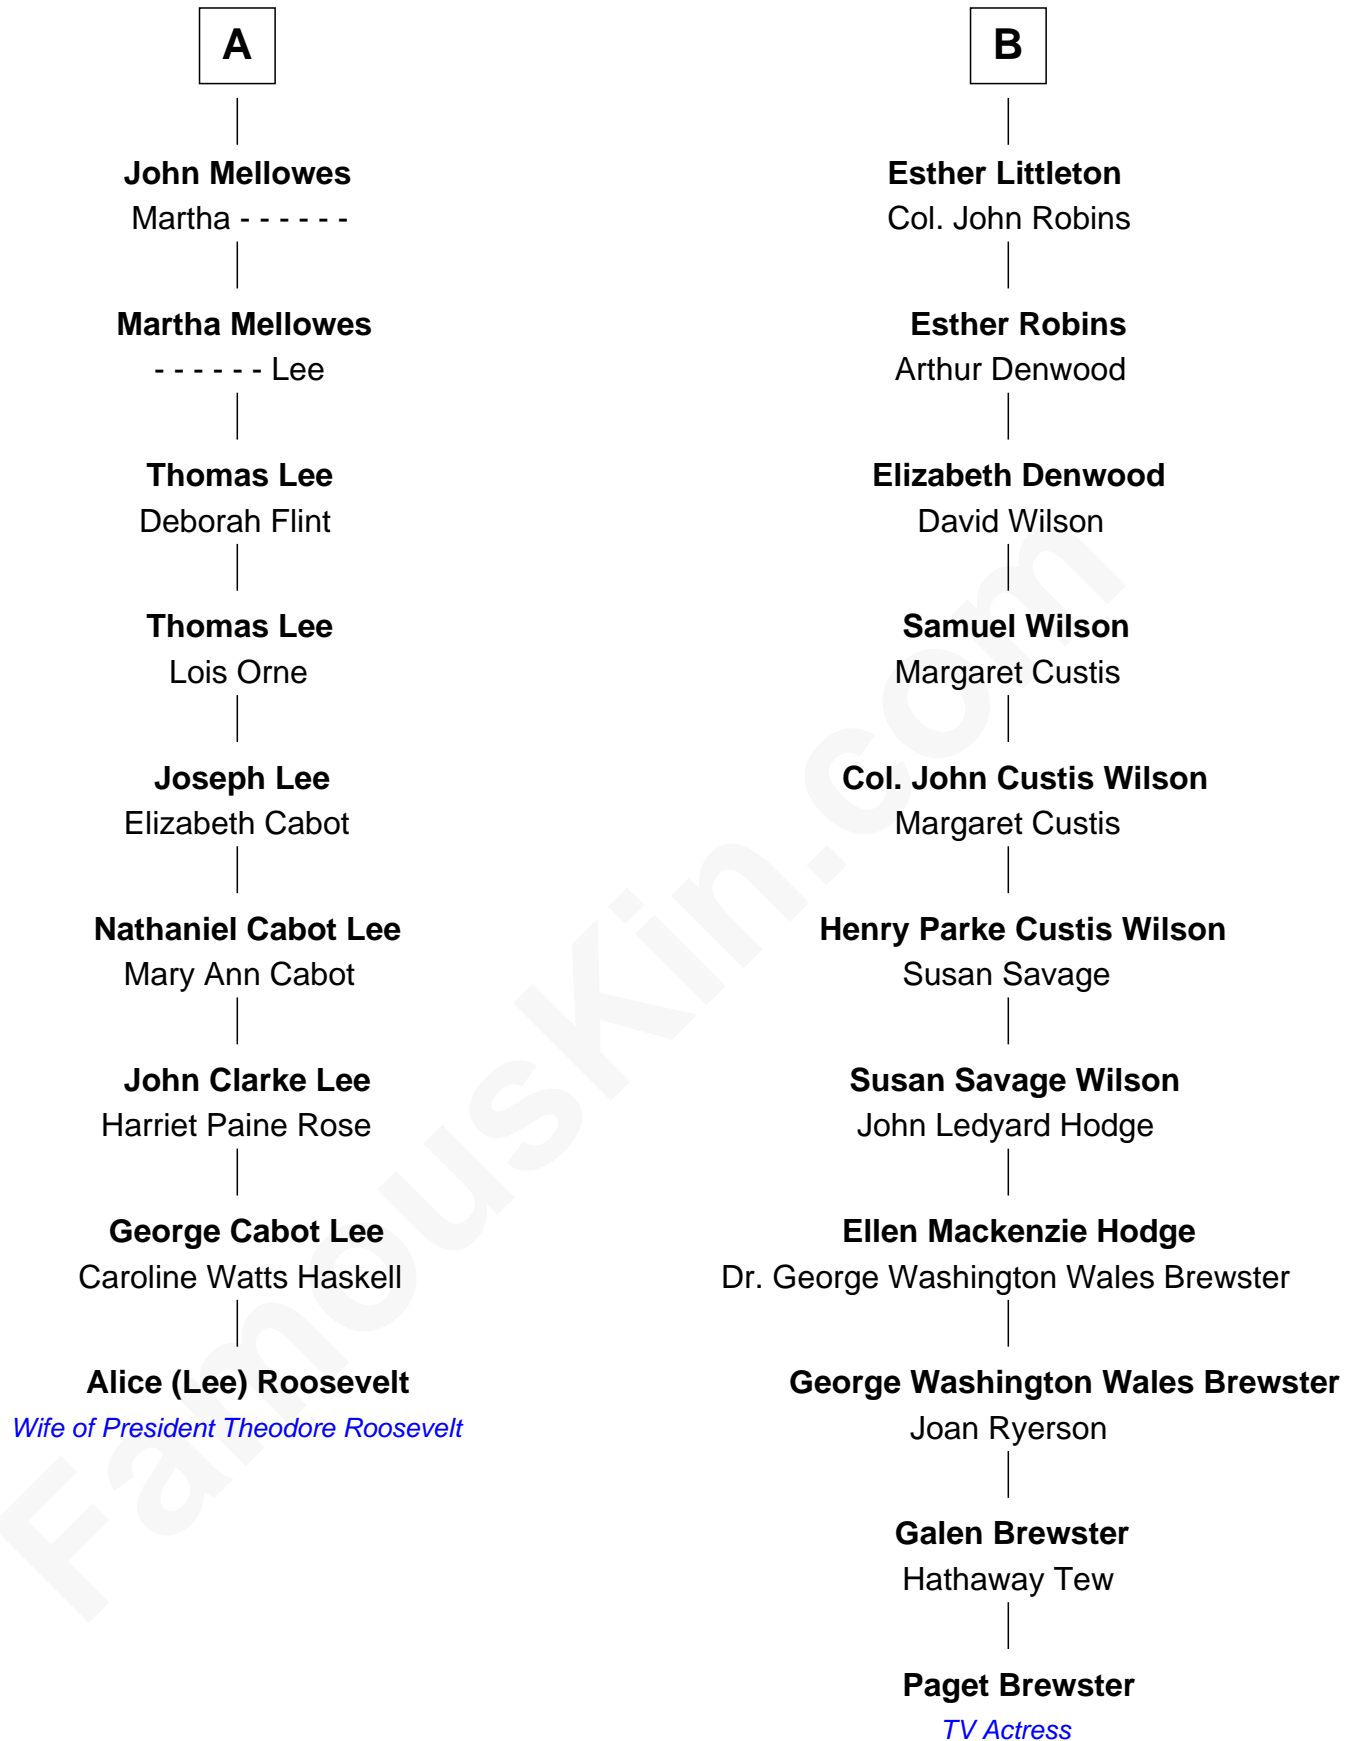 A
John Mellowes
Martha - - - - - -
Martha Mellowes
- - - - - - Lee
Thomas Lee
Deborah Flint
Thomas Lee
Lois Orne
Joseph Lee
Elizabeth Cabot
Nathaniel Cabot Lee
Mary Ann Cabot
John Clarke Lee
Harriet Paine Rose
George Cabot Lee
Caroline Watts Haskell
Alice (Lee) Roosevelt
Wife of President Theodore Roosevelt
B
Esther Littleton
Col. John Robins
Esther Robins
Arthur Denwood
Elizabeth Denwood
David Wilson
Samuel Wilson
Margaret Custis
Col. John Custis Wilson
Margaret Custis
Henry Parke Custis Wilson
Susan Savage
Susan Savage Wilson
John Ledyard Hodge
Ellen Mackenzie Hodge
Dr. George Washington Wales Brewster
George Washington Wales Brewster
Joan Ryerson
Galen Brewster
Hathaway Tew
Paget Brewster
TV Actress
FamousKin.com